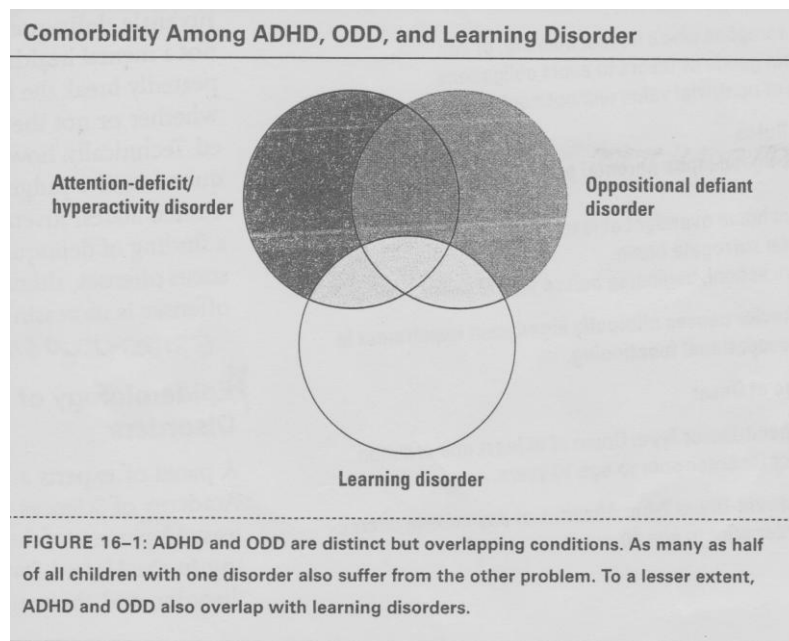 Comorbidity Among ADHD, ODD, and Learning Disorder
Attention-deficit/
hyperactivity disorder
Oppositional defiant
disorder
Learning disorder
FIGURE 16–1: ADHD and ODD are distinct but overlapping conditions. As many as half
of all children with one disorder also suffer from the other problem. To a lesser extent,
ADHD and ODD also overlap with learning disorders.